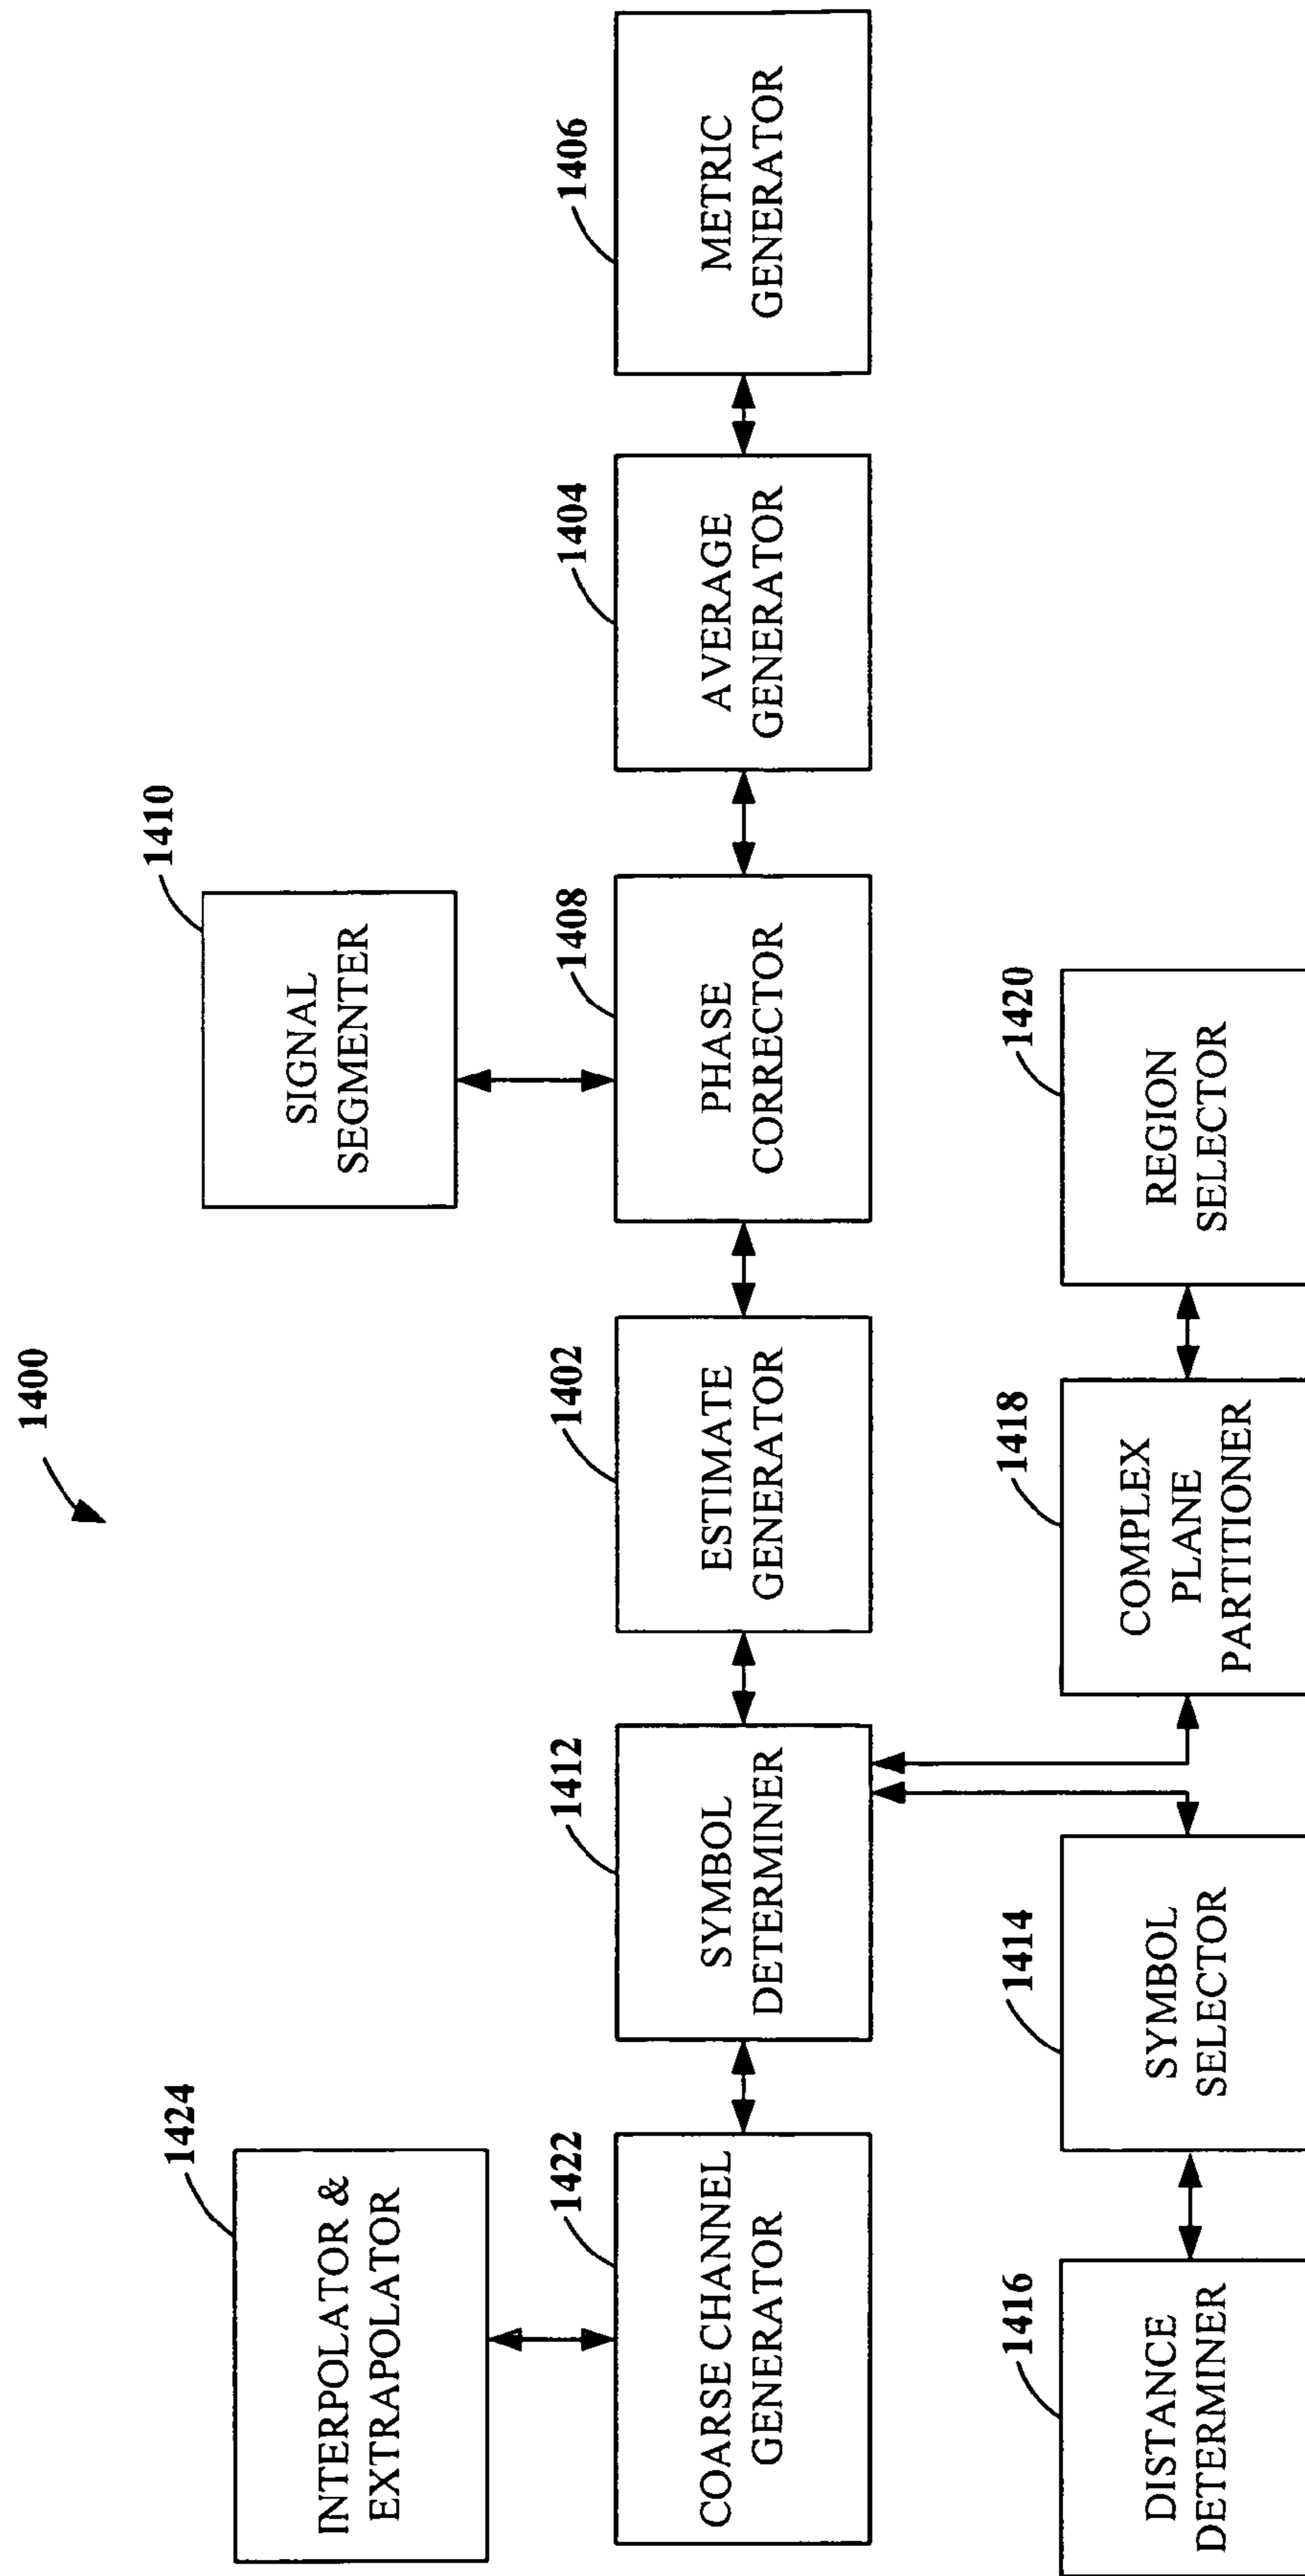 1400
1424
INTERPOLATOR &
EXTRAPOLATOR
1410
SIGNAL
SEGMENTER
1422
COARSE CHANNEL
GENERATOR
1412
SYMBOL
DETERMINER
1402
ESTIMATE
GENERATOR
1408
PHASE
CORRECTOR
1404
AVERAGE
GENERATOR
1406
METRIC
GENERATOR
1416
DISTANCE
DETERMINER
1414
SYMBOL
SELECTOR
1418
COMPLEX
PLANE
PARTITIONER
1420
REGION
SELECTOR